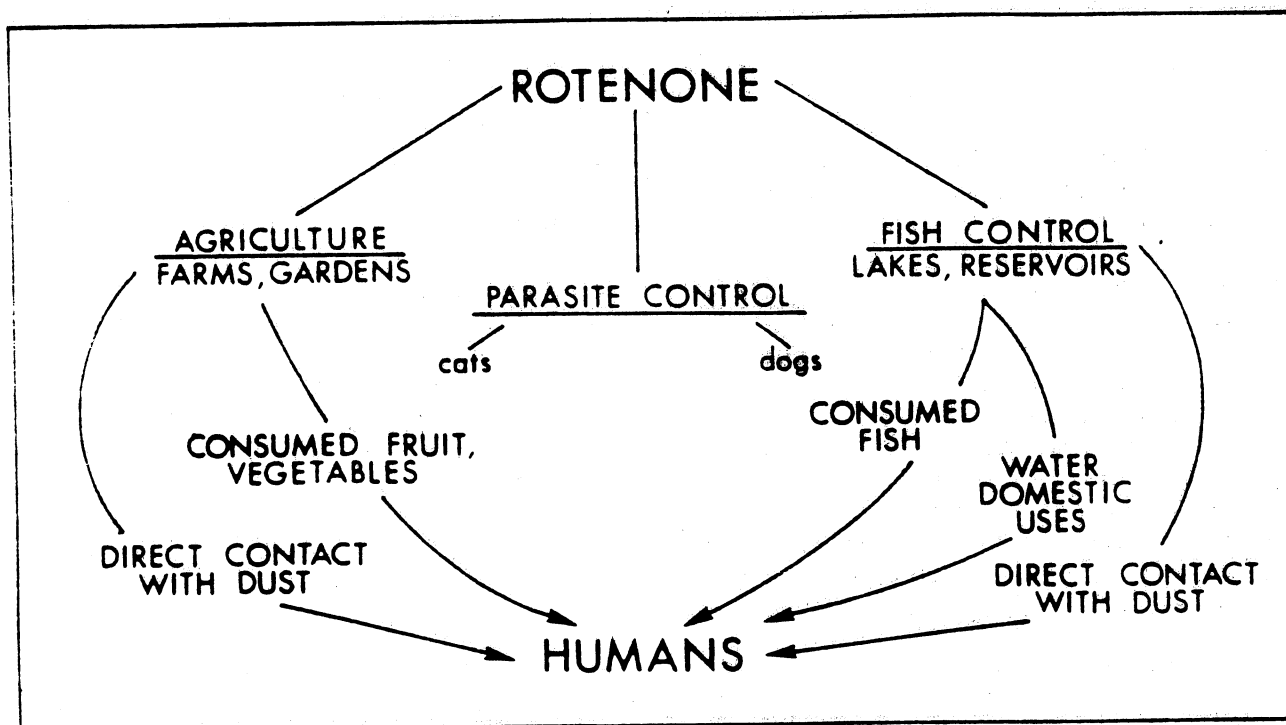 ROTENONE
AGRICULTURE
FARMS, GARDENS
FISH CONTROL
LAKES, RESERVOIRS
PARASITE CONTROL
cats
dogs
CONSUMED FRUIT,
VEGETABLES
CONSUMED
FISH
WATER
DOMESTIC
USES
DIRECT CONTACT
WITH DUST
DIRECT CONTACT
WITH DUST
HUMANS